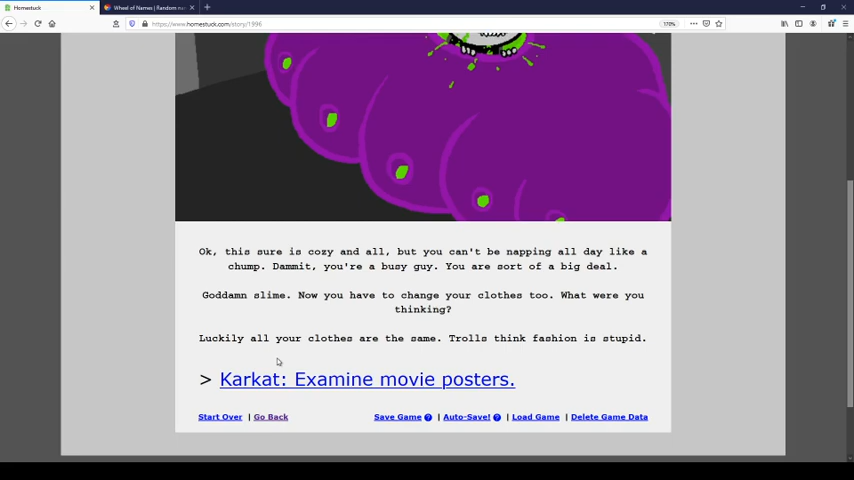 Homestuck
Wheel of Names | Random na
https://www.homestuck.com/story/1996
170%
Ok, this sure is cozy and all, but you can't be napping all day like a
chump. Dammit, you're a busy guy. You are sort of a big deal.
Goddamn slime. Now you have to change your clothes too. What were you
thinking?
Luckily all your clothes are the same. Trolls think fashion is stupid.
> Karkat: Examine movie posters.
Start Over | Go Back Save Game ? | Auto-Save! ? | Load Game | Delete Game Data